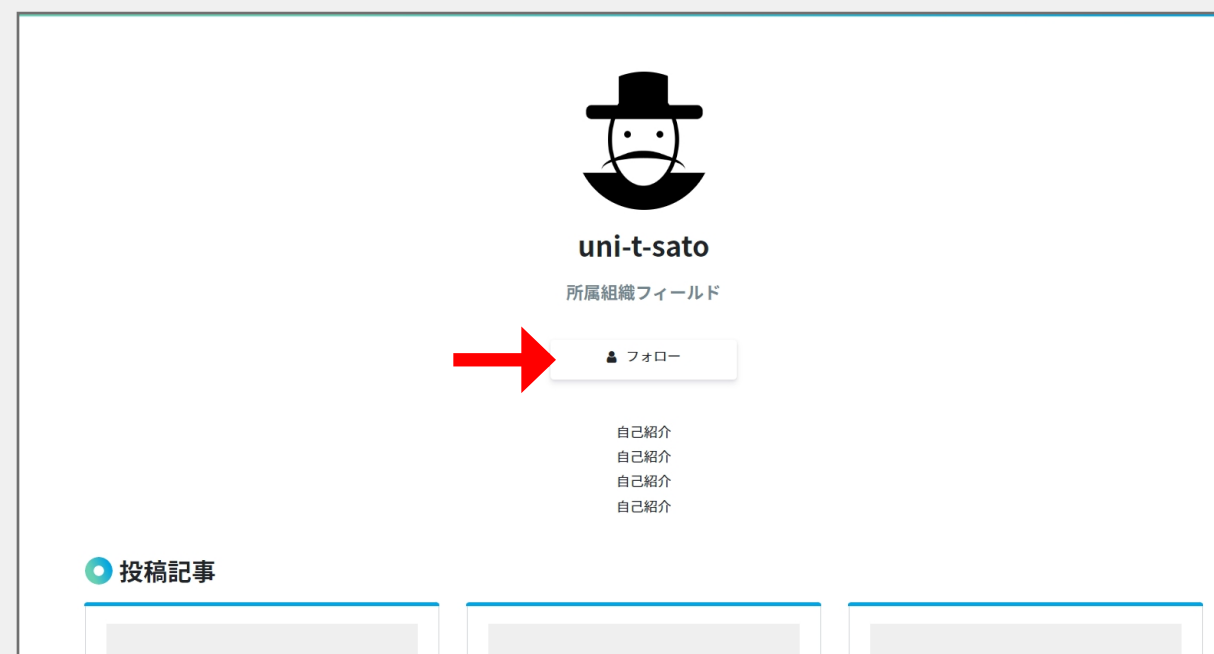 uni-t-sato
所属組織フィールド
フォロー
自己紹介
自己紹介
自己紹介
自己紹介
投稿記事